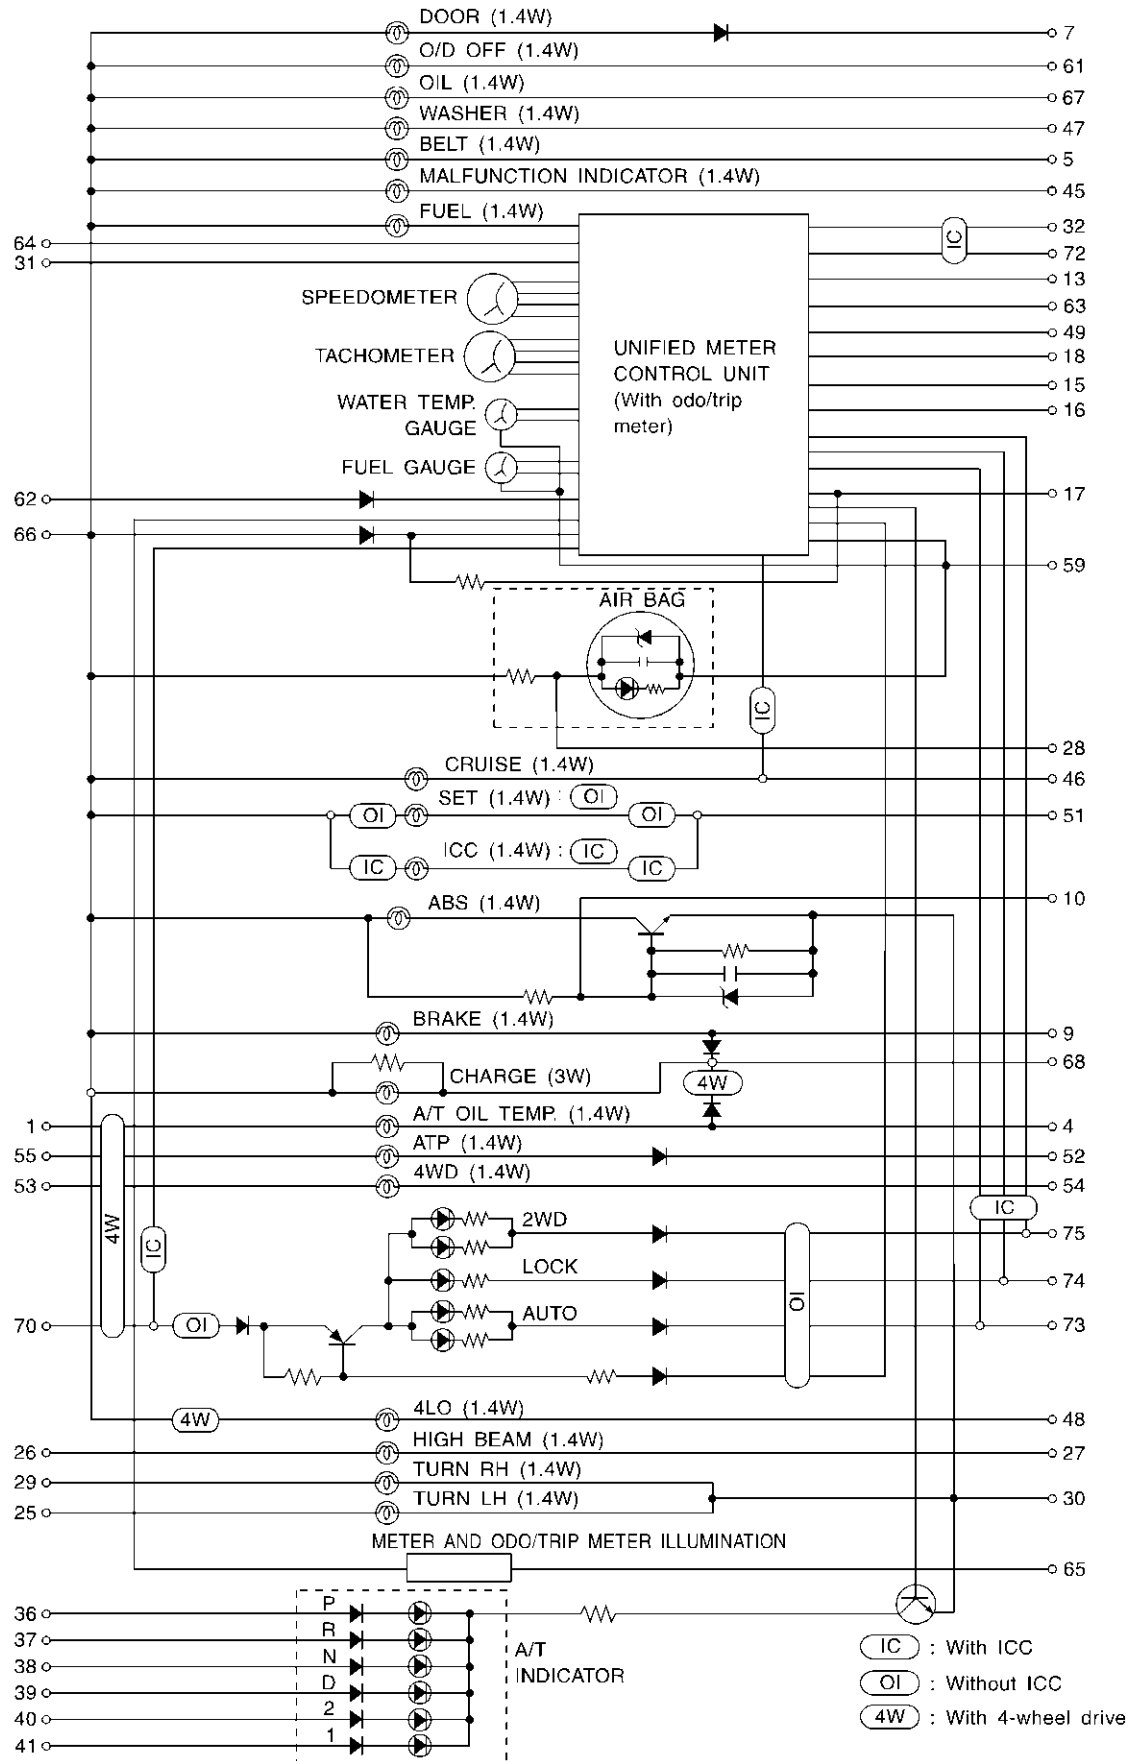 DOOR (1.4W)
7
O/D OFF (1.4W)
61
OIL (1.4W)
67
WASHER (1.4W)
47
BELT (1.4W)
5
MALFUNCTION INDICATOR (1.4W)
45
FUEL (1.4W)
32
64
IC
72
31
13
SPEEDOMETER
63
49
TACHOMETER
UNIFIED METER
CONTROL UNIT
(With odo/trip
meter)
18
15
WATER TEMP.
GAUGE
16
FUEL GAUGE
62
17
66
59
AIR BAG
IC
28
CRUISE (1.4W)
46
SET (1.4W) : OI
OI
OI
51
ICC (1.4W) : IC
IC
IC
10
ABS (1.4W)
BRAKE (1.4W)
9
68
CHARGE (3W)
4W
A/T OIL TEMP. (1.4W)
1
4
ATP (1.4W)
55
52
4WD (1.4W)
53
54
IC
4W
IC
2WD
75
LOCK
74
OI
AUTO
70
OI
73
4LO (1.4W)
4W
48
HIGH BEAM (1.4W)
26
27
TURN RH (1.4W)
29
TURN LH (1.4W)
30
25
METER AND ODO/TRIP METER ILLUMINATION
65
36
P
37
R
38
N
39
D
40
2
41
1
A/T
INDICATOR
IC : With ICC
OI : Without ICC
4W : With 4-wheel drive